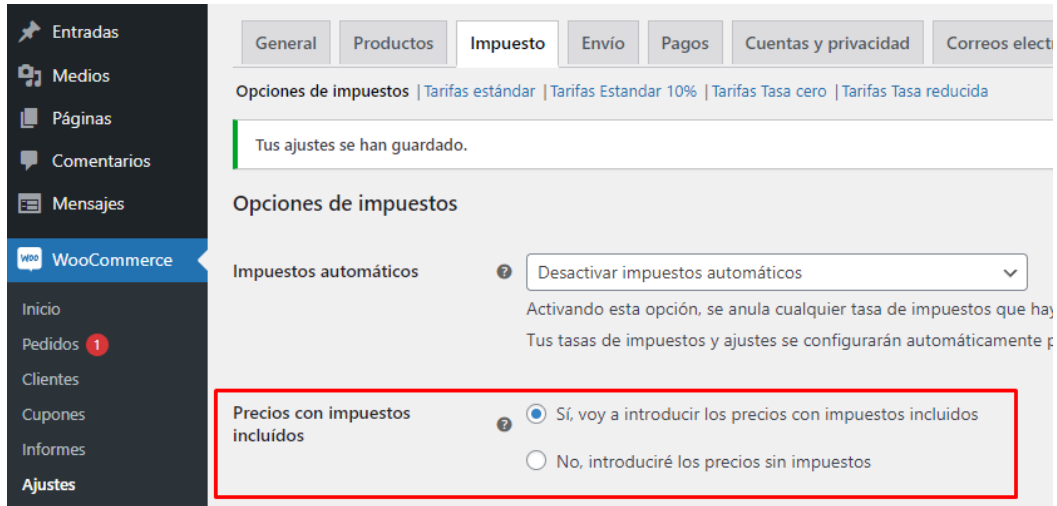 Entradas
Medios
Páginas
Comentarios
Mensajes
WooCommerce
Inicio
Pedidos 1
Clientes
Cupones
Informes
Ajustes
General Productos Impuesto Envío Pagos Cuentas y privacidad Correos elect
Opciones de impuestos | Tarifas estándar | Tarifas Estandar 10% | Tarifas Tasa cero | Tarifas Tasa reducida
Tus ajustes se han guardado.
Opciones de impuestos
Impuestos automáticos ? Desactivar impuestos automáticos
Activando esta opción, se anula cualquier tasa de impuestos que hay
Tus tasas de impuestos y ajustes se configurarán automáticamente p
Precios con impuestos
incluídos ?
Sí, voy a introducir los precios con impuestos incluidos
No, introduciré los precios sin impuestos